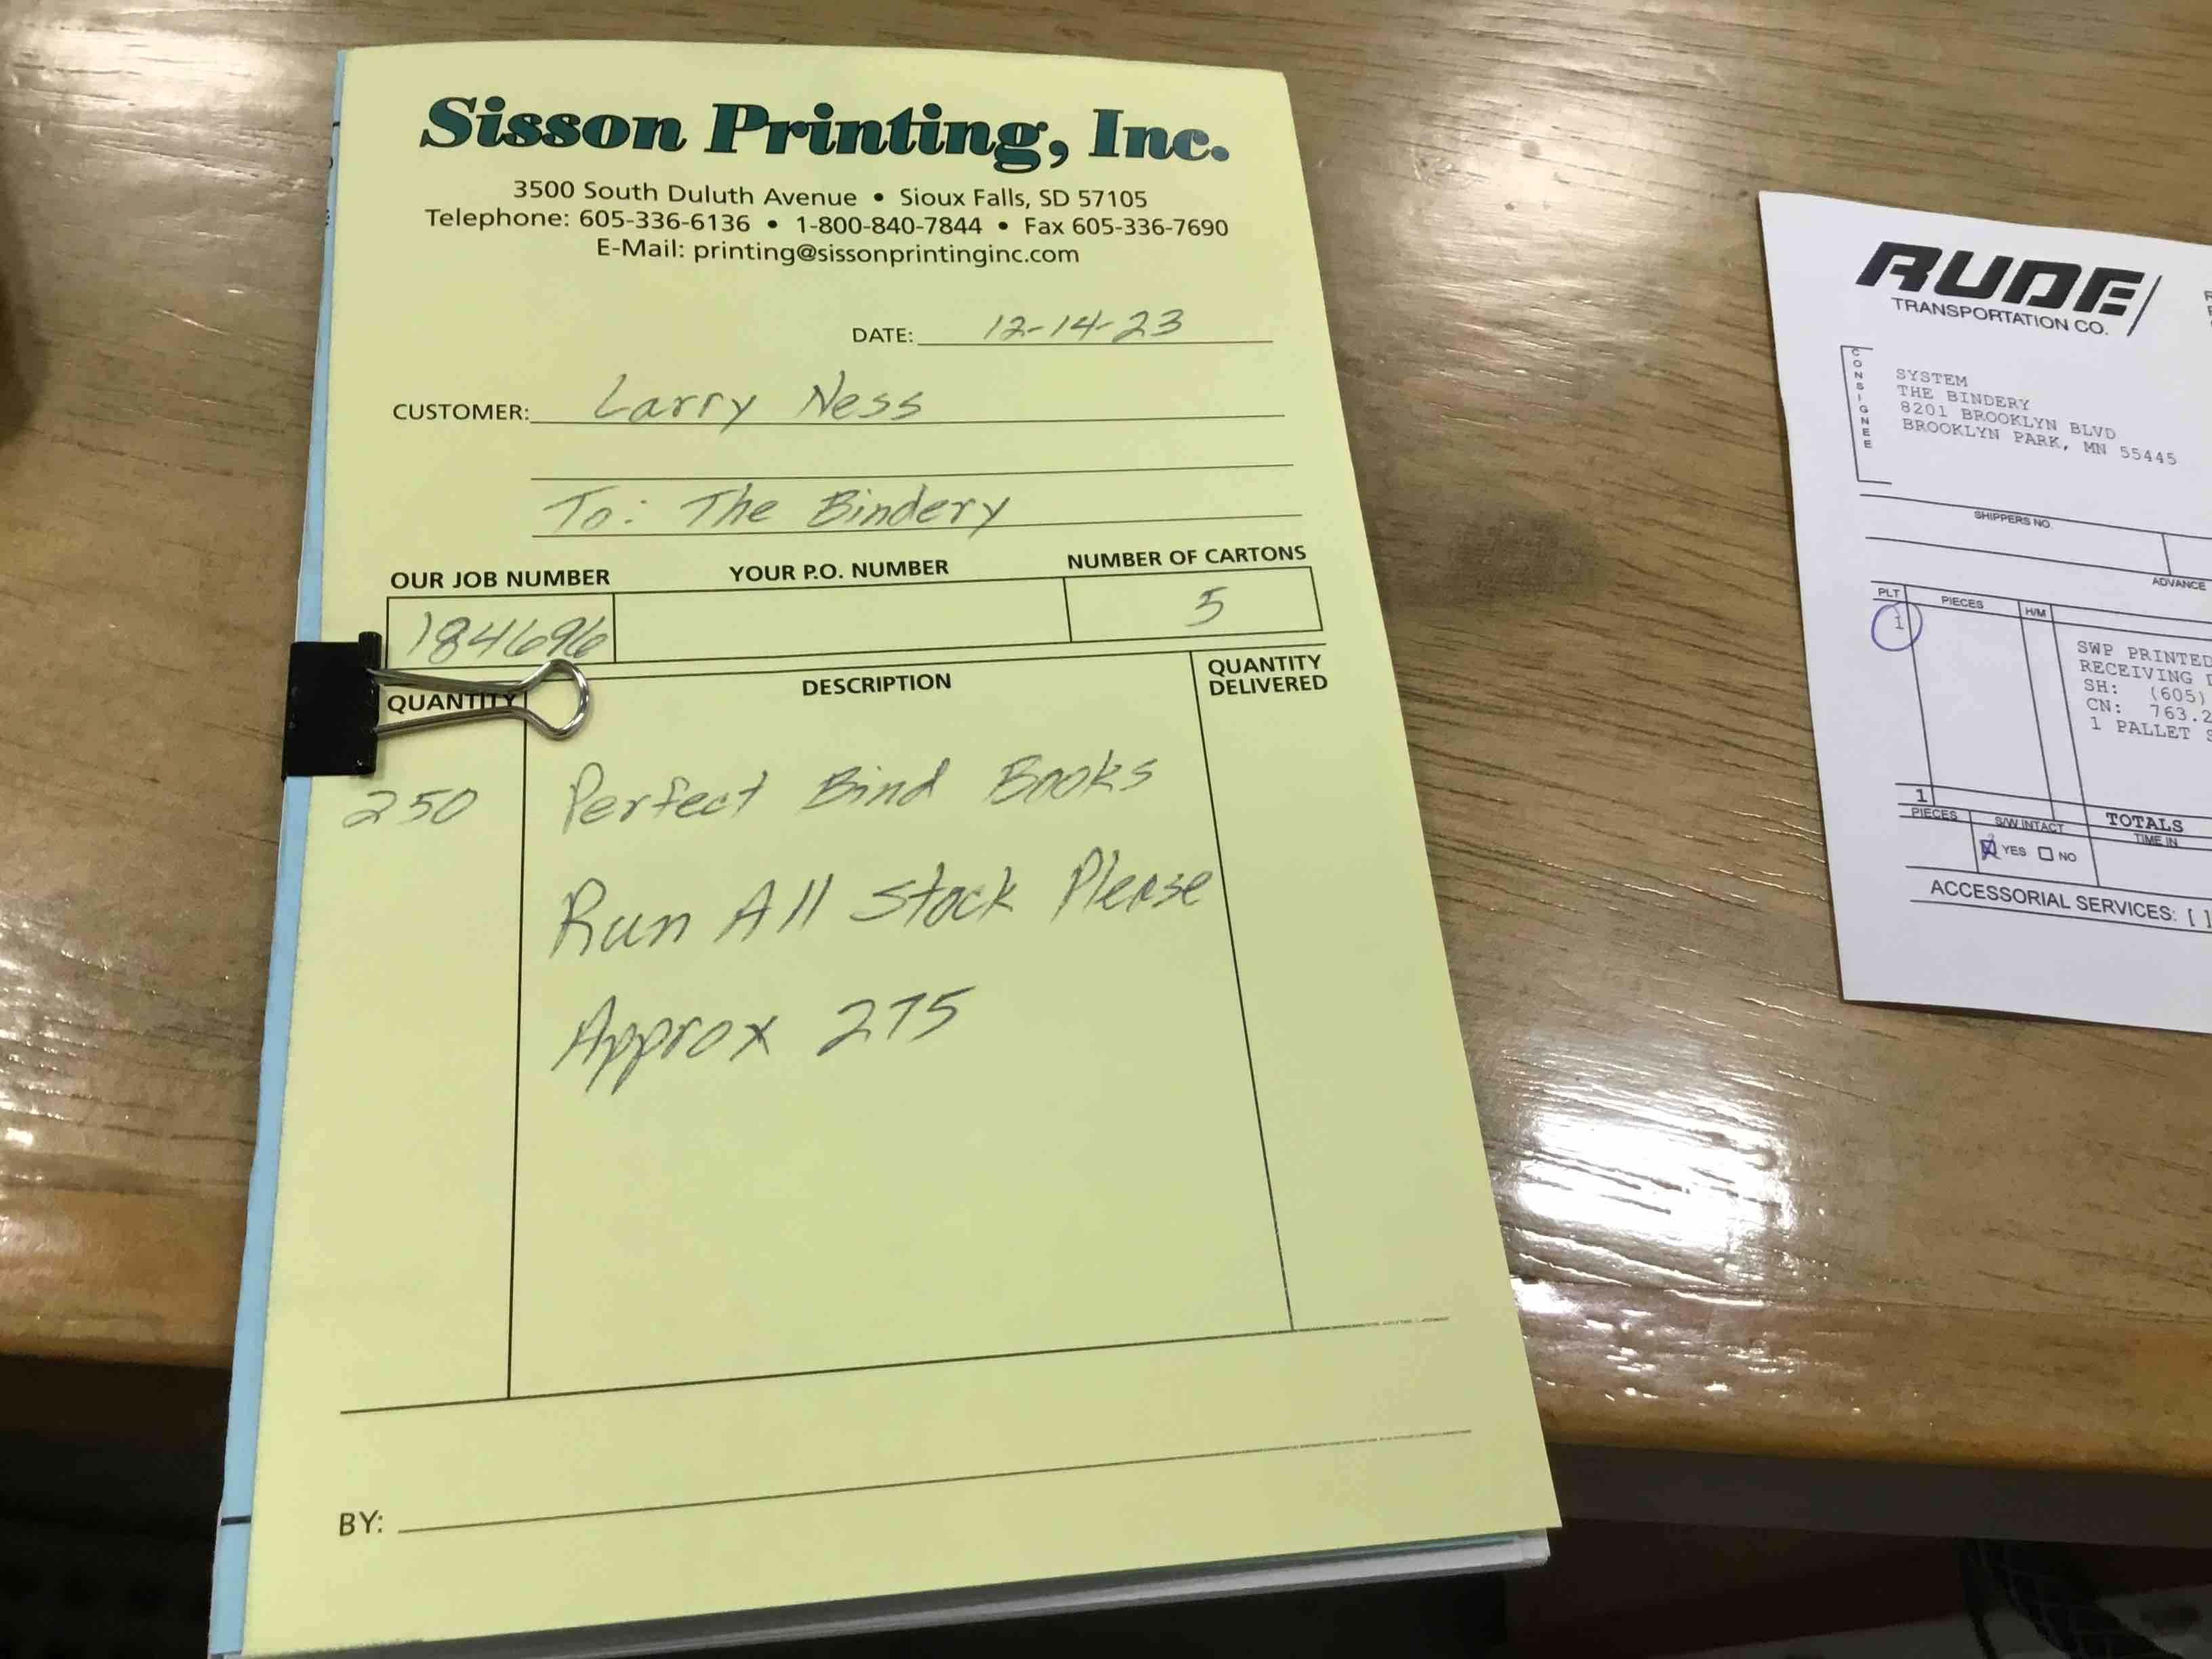 Sisson Printing, Inc.
3500 South Duluth Avenue • Sioux Falls, SD 57105
Telephone: 605-336-6136 • 1-800-840-7844 • Fax 605-336-7690
E-Mail: printing@sissonprintinginc.com
DATE: 12-14-23
CUSTOMER: Larry Ness
To: The Bindery
OUR JOB NUMBER YOUR P.O. NUMBER NUMBER OF CARTONS
184696 5
QUANTITY DESCRIPTION QUANTITY DELIVERED
250 Perfect Bind Books
Run All Stock Please
Approx 275
BY:
RUDE
TRANSPORTATION CO.
CONSIGNEE
SYSTEM
THE BINDERY
8201 BROOKLYN BLVD
BROOKLYN PARK, MN 55445
SHIPPERS NO.
ADVANCE
PLT PIECES H/M
1
SWP PRINTED
RECEIVING
SH: (605)
CN: 763.2
1 PALLET
1 TOTALS
PIECES S/W INTACT TIME IN
YES NO
ACCESSORIAL SERVICES: [ ]